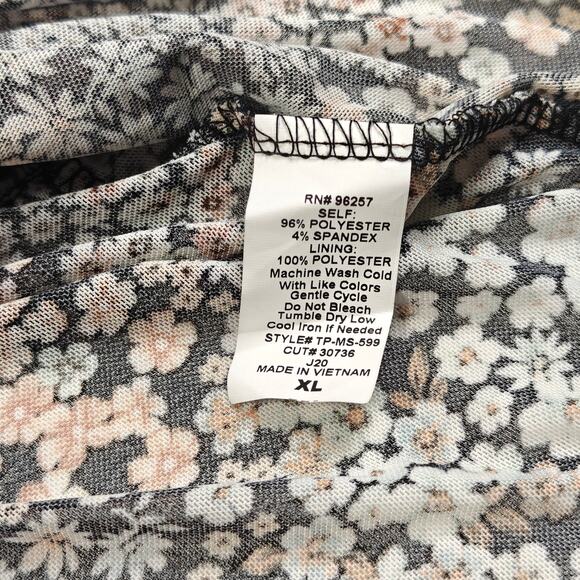 RN# 96257
SELF:
96% POLYESTER
4% SPANDEX
LINING:
100% POLYESTER
Machine Wash Cold
With Like Colors
Gentle Cycle
Do Not Bleach
Tumble Dry Low
Cool Iron If Needed
STYLE# TP-MS-599
CUT# 30736
J20
MADE IN VIETNAM
XL